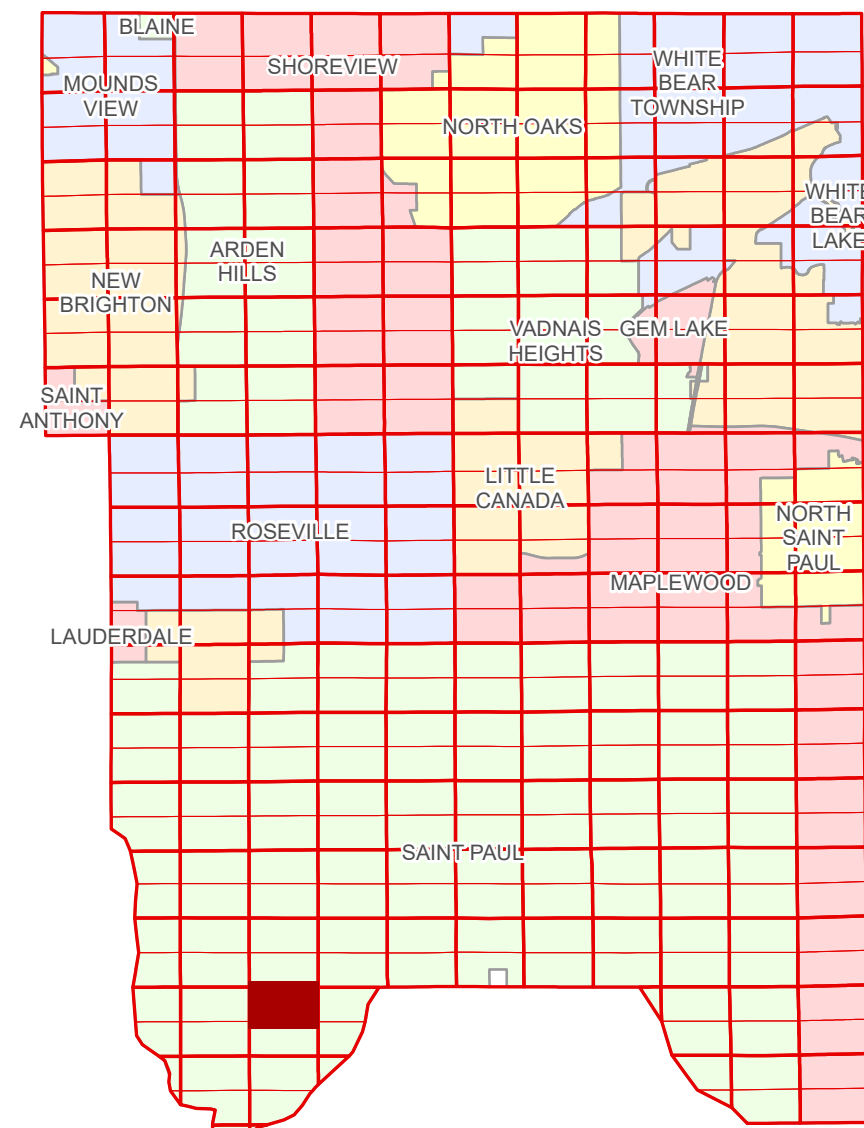 BLAINE
SHOREVIEW
MOUNDS
VIEW
WHITE
BEAR
TOWNSHIP
NORTH OAKS
WHITE
BEAR
LAKE
ARDEN
HILLS
NEW
BRIGHTON
VADNAIS
HEIGHTS
GEM LAKE
SAINT
ANTHONY
LITTLE
CANADA
ROSEVILLE
NORTH
SAINT
PAUL
MAPLEWOOD
LAUDERDALE
SAINT PAUL